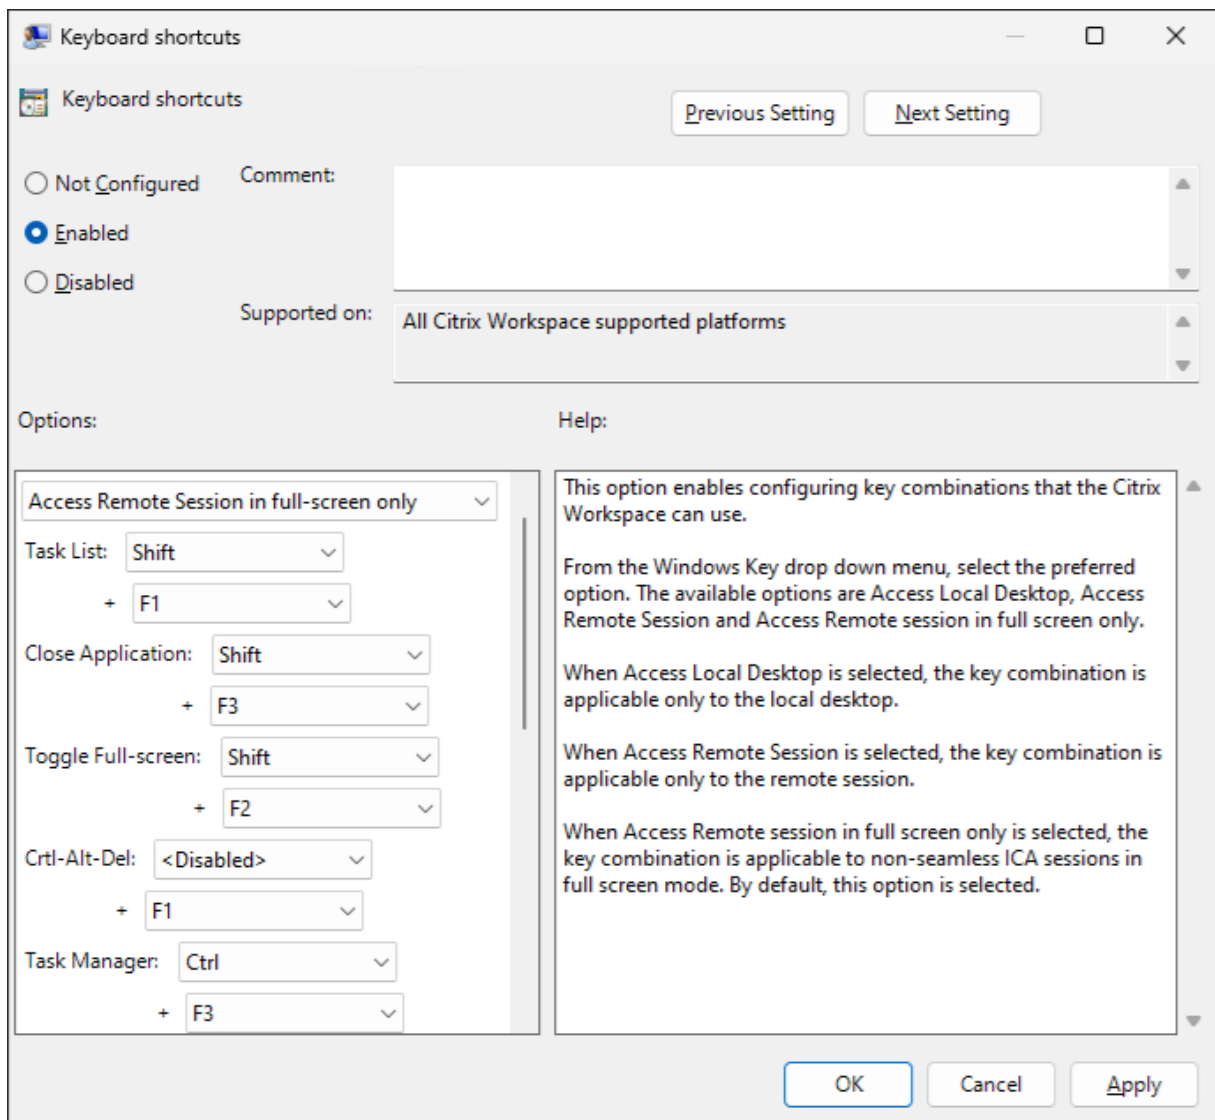 Keyboard shortcuts
Keyboard shortcuts
Previous Setting
Next Setting
Not Configured
Comment:
Enabled
Disabled
Supported on:
All Citrix Workspace supported platforms
Options:
Help:
Access Remote Session in full-screen only
Task List: Shift
+ F1
Close Application: Shift
+ F3
Toggle Full-screen: Shift
+ F2
Crtl-Alt-Del: <Disabled>
+ F1
Task Manager: Ctrl
+ F3
This option enables configuring key combinations that the Citrix
Workspace can use.
From the Windows Key drop down menu, select the preferred
option. The available options are Access Local Desktop, Access
Remote Session and Access Remote session in full screen only.
When Access Local Desktop is selected, the key combination is
applicable only to the local desktop.
When Access Remote Session is selected, the key combination is
applicable only to the remote session.
When Access Remote session in full screen only is selected, the
key combination is applicable to non-seamless ICA sessions in
full screen mode. By default, this option is selected.
OK
Cancel
Apply